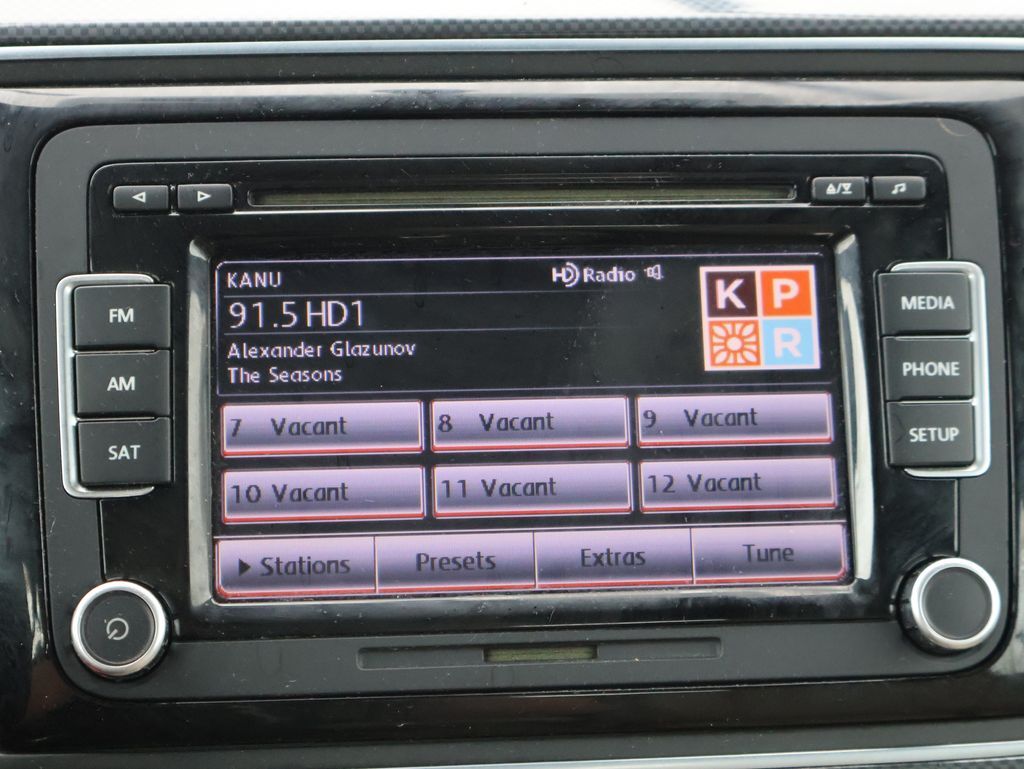 KANU
HD Radio
91.5 HD1
Alexander Glazunov
The Seasons
K P
R
FM
AM
SAT
MEDIA
PHONE
SETUP
7 Vacant
8 Vacant
9 Vacant
10 Vacant
11 Vacant
12 Vacant
Stations
Presets
Extras
Tune